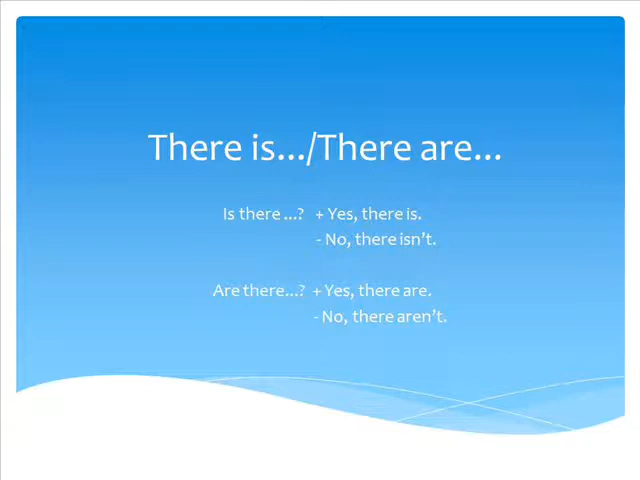 There is.../There are...
Is there ...? + Yes, there is.
- No, there isn't.
Are there...? + Yes, there are.
- No, there aren't.